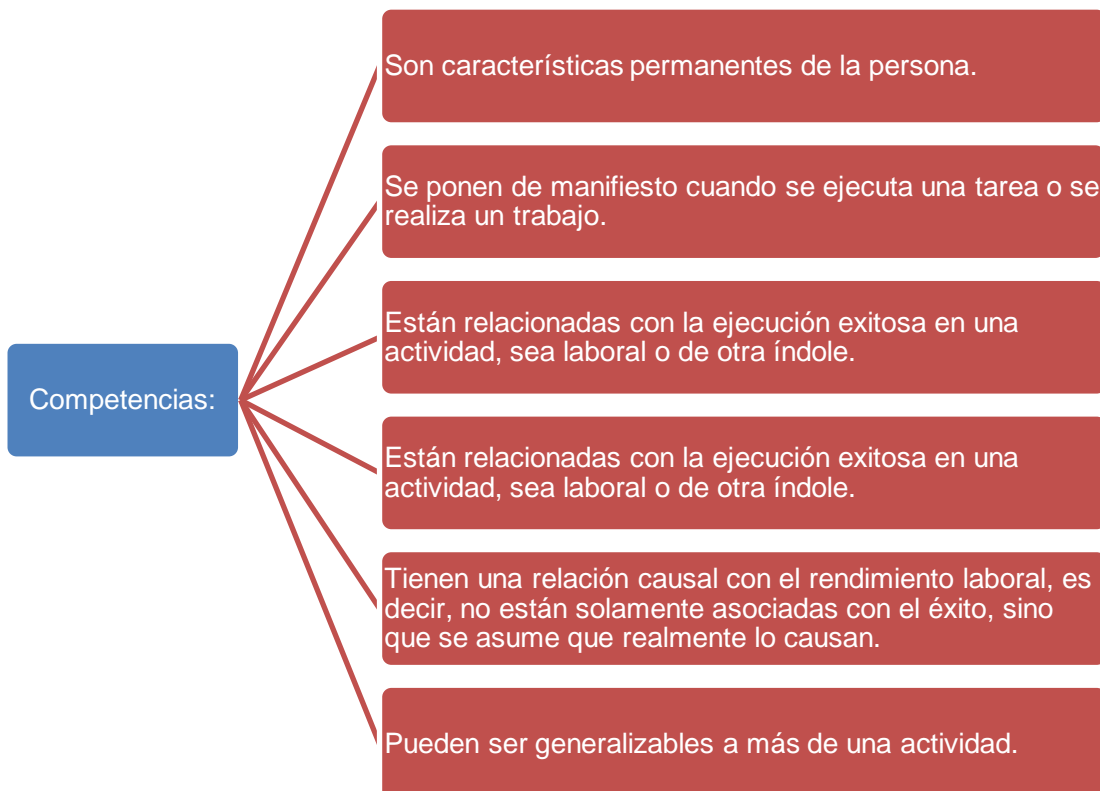 Son características permanentes de la persona.
Se ponen de manifiesto cuando se ejecuta una tarea o se
realiza un trabajo.
Están relacionadas con la ejecución exitosa en una
actividad, sea laboral o de otra índole.
Competencias:
Están relacionadas con la ejecución exitosa en una
actividad, sea laboral o de otra índole.
Tienen una relación causal con el rendimiento laboral, es
decir, no están solamente asociadas con el éxito, sino
que se asume que realmente lo causan.
Pueden ser generalizables a más de una actividad.